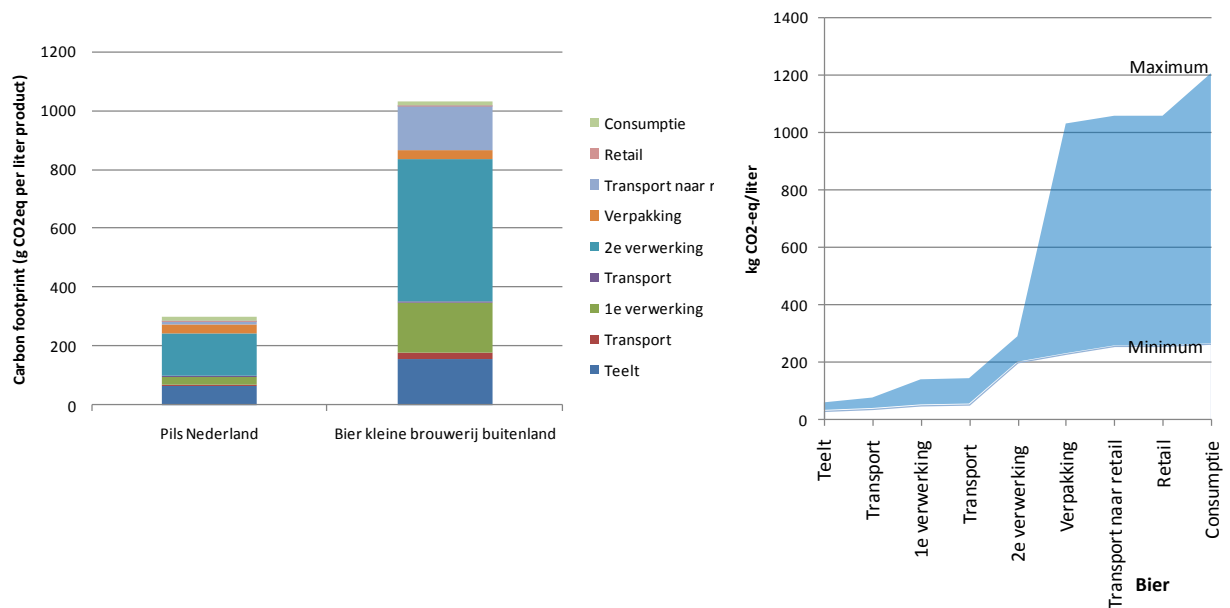 Carbon footprint (g CO2eq per liter product)
1200
1000
800
600
400
200
0
Pils Nederland
Bier kleine brouwerij buitenland
Consumptie
Retail
Transport naar r
Verpakking
2e verwerking
Transport
1e verwerking
Transport
Teelt
kg CO2-eq/liter
1400
1200
1000
800
600
400
200
0
Maximum
Minimum
Teelt
Transport
1e verwerking
Transport
2e verwerking
Verpakking
Transport naar retail
Retail
Consumptie
Bier